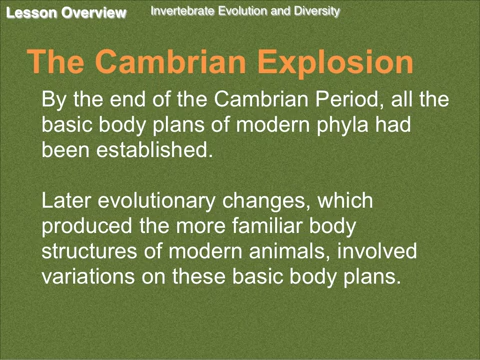 Lesson Overview
Invertebrate Evolution and Diversity
The Cambrian Explosion
By the end of the Cambrian Period, all the
basic body plans of modern phyla had
been established.
Later evolutionary changes, which
produced the more familiar body
structures of modern animals, involved
variations on these basic body plans.